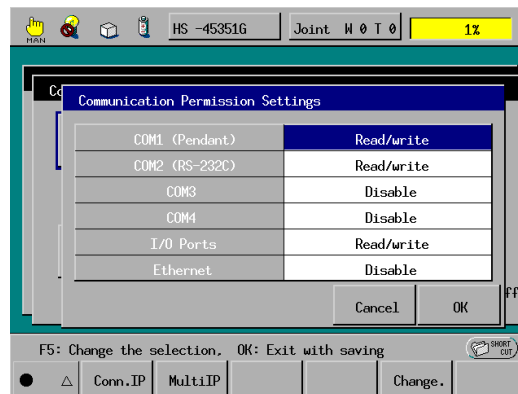 MAN
HS -45351G
Joint W 0 T 0
1%
Communication Permission Settings
COM1 (Pendant) Read/write
COM2 (RS-232C) Read/write
COM3 Disable
COM4 Disable
I/O Ports Read/write
Ethernet Disable
Cancel OK
F5: Change the selection, OK: Exit with saving
SHORT CUT
Conn.IP MultiIP Change.